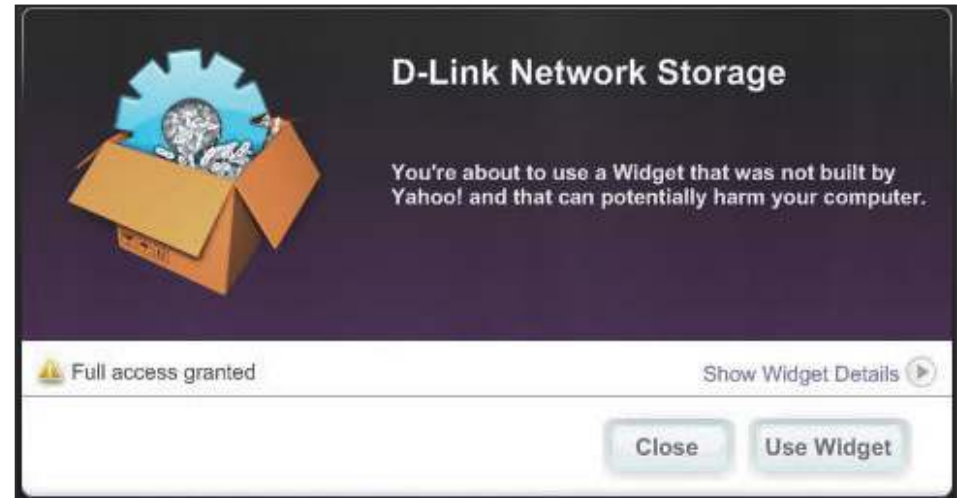 D-Link Network Storage
You're about to use a Widget that was not built by
Yahoo! and that can potentially harm your computer.
Full access granted
Show Widget Details
Close
Use Widget